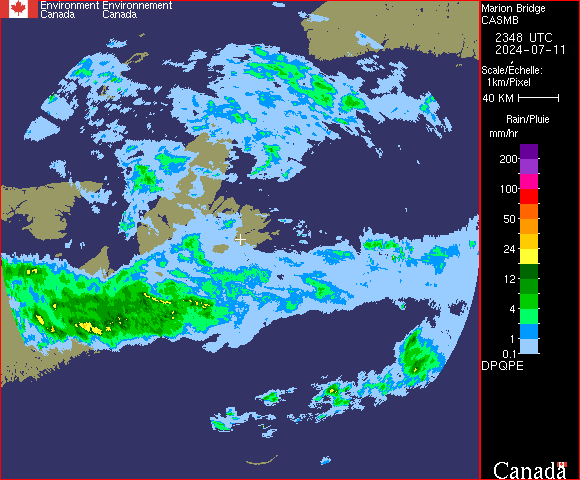 Environment Environnement
Canada Canada
Marion Bridge
CASMB
2348 UTC
2024-07-11
Scale/Échelle:
1km/Pixel
40 KM
Rain/Pluie
mm/hr
200
100
50
24
12
4
1
0.1
DPQPE
Canada